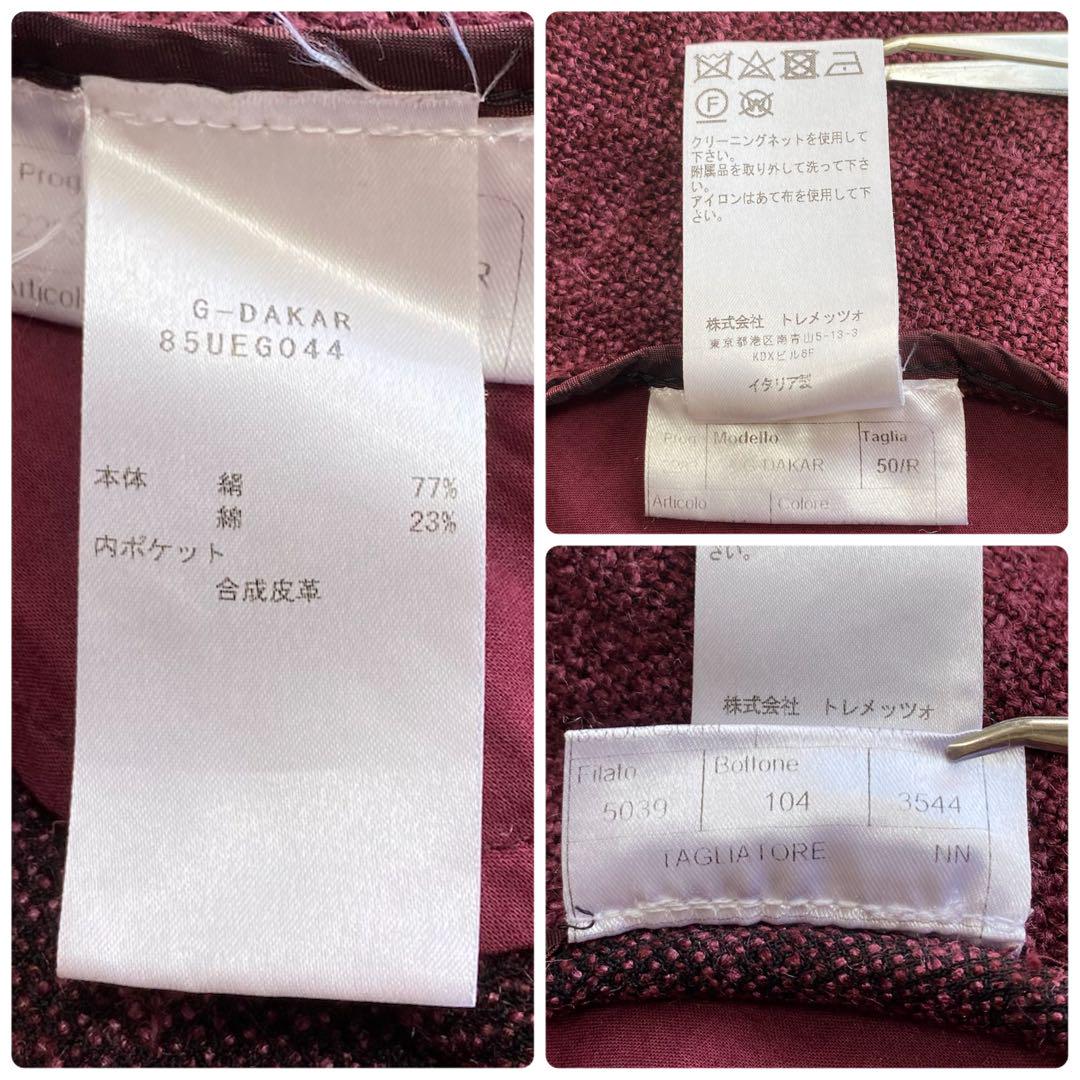 Prog
Articolo
R
G-DAKAR
85UEG044
本体 絹 77%
綿 23%
内ポケット
合成皮革
F W
クリーニングネットを使用して
下さい。
附属品を取り外して洗って下さ
い。
アイロンはあて布を使用して下
さい。
株式会社 トレメッツォ
東京都港区南青山5-13-3
KDXビル8F
イタリア製
Prog Modello Taglia
G-DAKAR 50/R
Articolo Colore
さい。
株式会社 トレメッツォ
Filato Bottone
5039 104 3544
TAGLIATORE NN